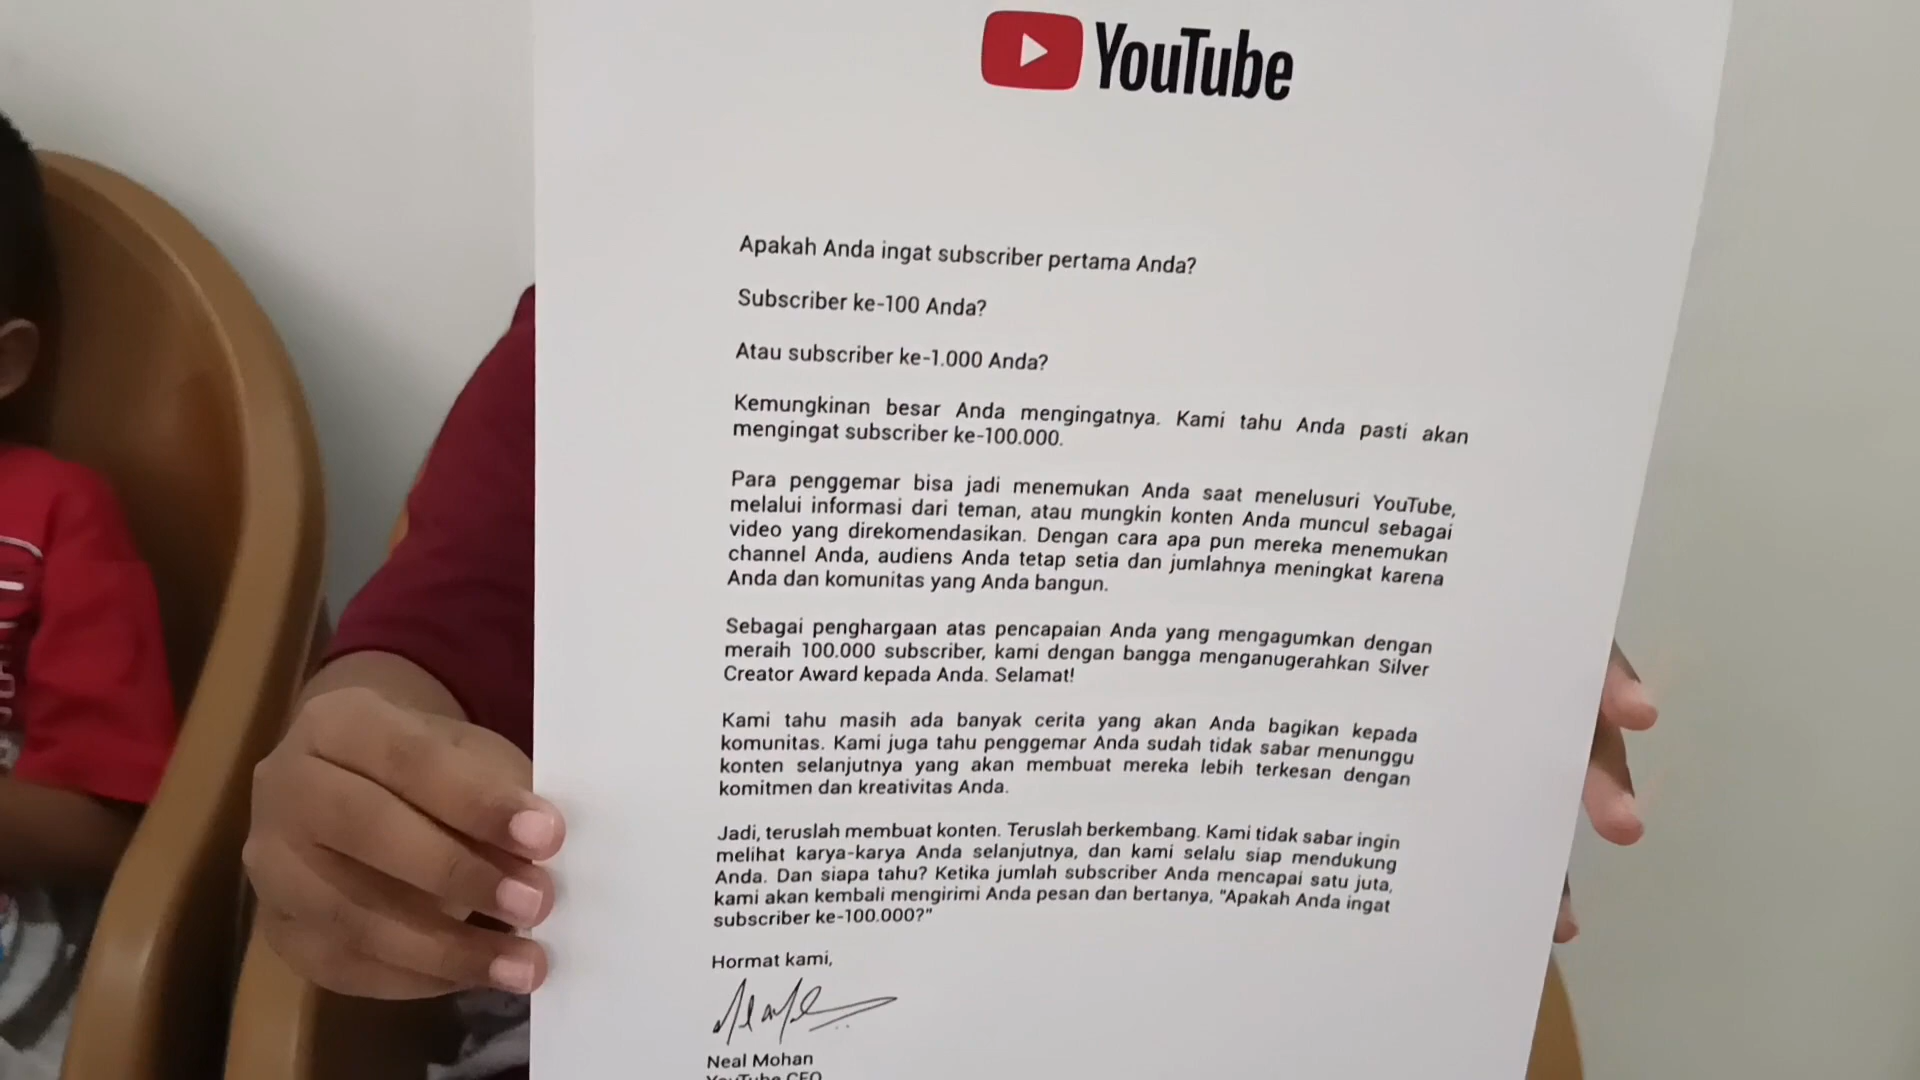 YouTube
Apakah Anda ingat subscriber pertama Anda?
Subscriber ke-100 Anda?
Atau subscriber ke-1.000 Anda?
Kemungkinan besar Anda mengingatnya. Kami tahu Anda pasti akan
mengingat subscriber ke-100.000.
Para penggemar bisa jadi menemukan Anda saat menelusuri YouTube,
melalui informasi dari teman, atau mungkin konten Anda muncul sebagai
video yang direkomendasikan. Dengan cara apa pun mereka menemukan
channel Anda, audiens Anda tetap setia dan jumlahnya meningkat karena
Anda dan komunitas yang Anda bangun.
Sebagai penghargaan atas pencapaian Anda yang mengagumkan dengan
meraih 100.000 subscriber, kami dengan bangga menganugerahkan Silver
Creator Award kepada Anda. Selamat!
Kami tahu masih ada banyak cerita yang akan Anda bagikan kepada
komunitas. Kami juga tahu penggemar Anda sudah tidak sabar menunggu
konten selanjutnya yang akan membuat mereka lebih terkesan dengan
komitmen dan kreativitas Anda.
Jadi, teruslah membuat konten. Teruslah berkembang. Kami tidak sabar ingin
melihat karya-karya Anda selanjutnya, dan kami selalu siap mendukung
Anda. Dan siapa tahu? Ketika jumlah subscriber Anda mencapai satu juta,
kami akan kembali mengirimi Anda pesan dan bertanya, "Apakah Anda ingat
subscriber ke-100.000?"
Hormat kami,
Neal Mohan
YouTube CEO